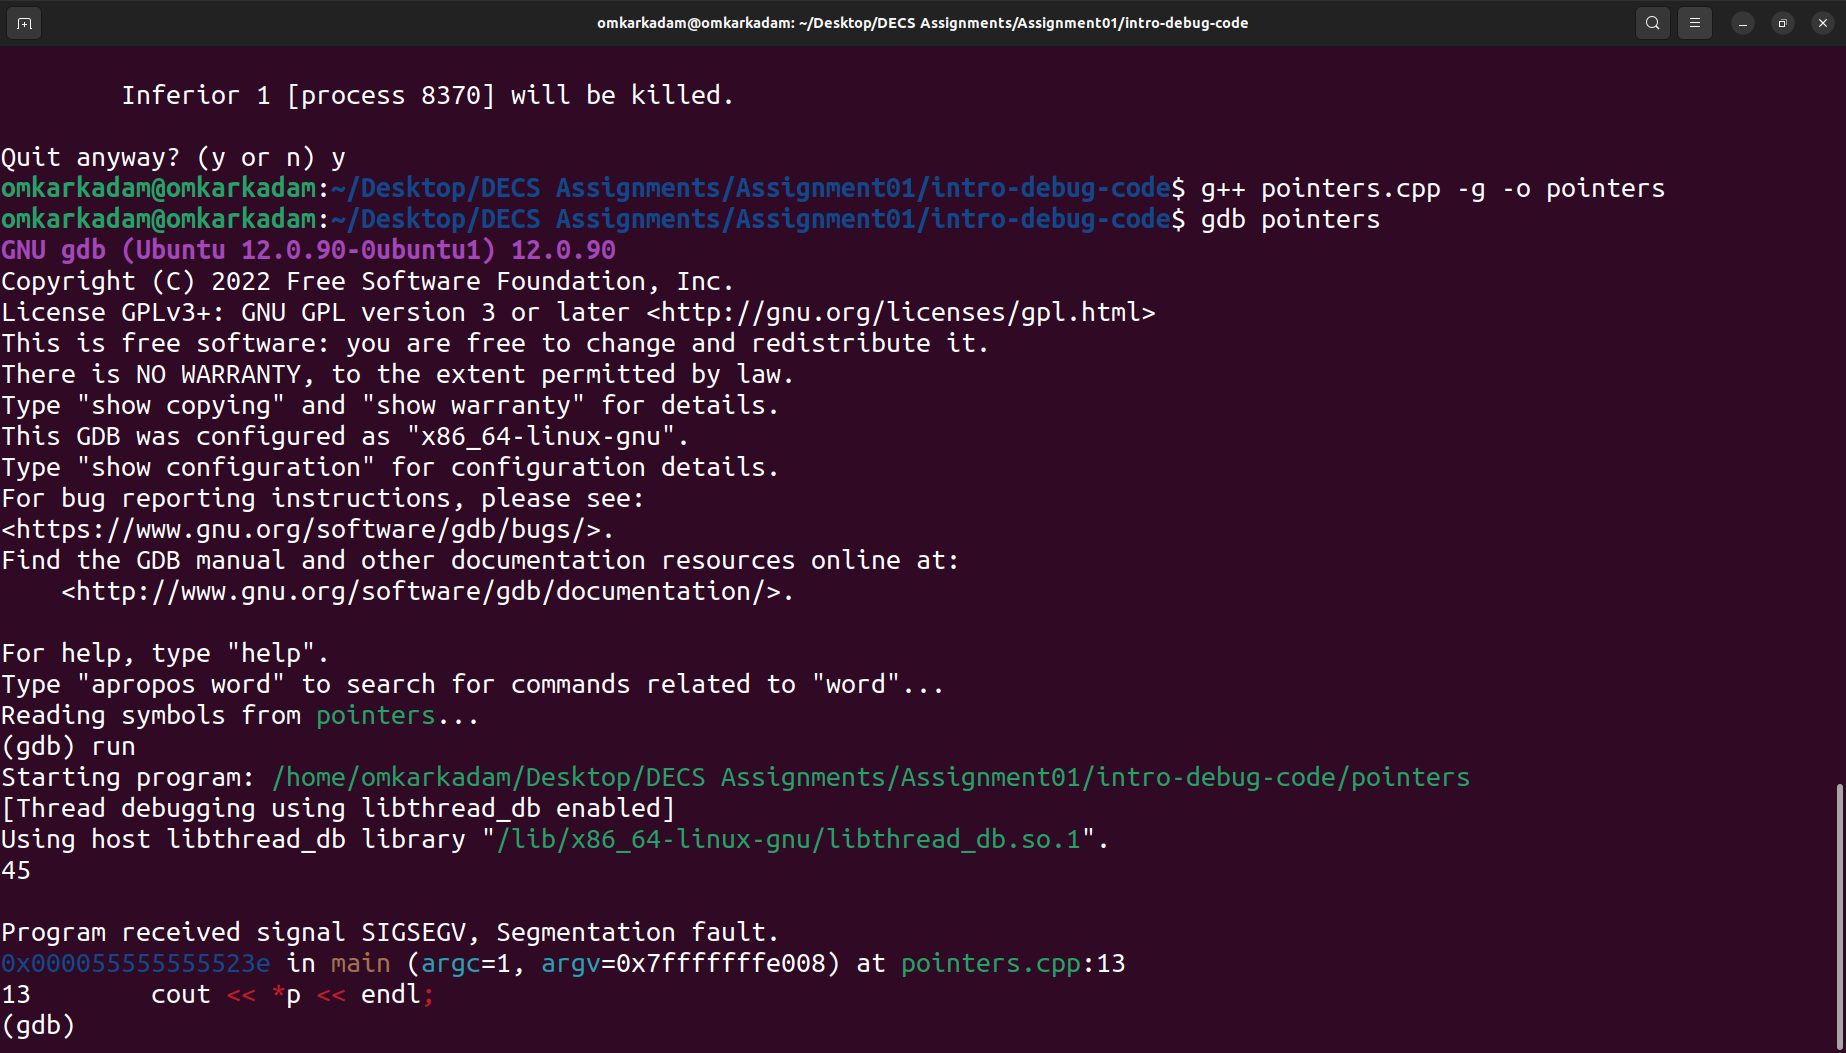 omkarkadam@omkarkadam: ~/Desktop/DECS Assignments/Assignment01/intro-debug-code
        Inferior 1 [process 8370] will be killed.
Quit anyway? (y or n) y
omkarkadam@omkarkadam:~/Desktop/DECS Assignments/Assignment01/intro-debug-code$ g++ pointers.cpp -g -o pointers
omkarkadam@omkarkadam:~/Desktop/DECS Assignments/Assignment01/intro-debug-code$ gdb pointers
GNU gdb (Ubuntu 12.0.90-0ubuntu1) 12.0.90
Copyright (C) 2022 Free Software Foundation, Inc.
License GPLv3+: GNU GPL version 3 or later <http://gnu.org/licenses/gpl.html>
This is free software: you are free to change and redistribute it.
There is NO WARRANTY, to the extent permitted by law.
Type "show copying" and "show warranty" for details.
This GDB was configured as "x86_64-linux-gnu".
Type "show configuration" for configuration details.
For bug reporting instructions, please see:
<https://www.gnu.org/software/gdb/bugs/>.
Find the GDB manual and other documentation resources online at:
    <http://www.gnu.org/software/gdb/documentation/>.
For help, type "help".
Type "apropos word" to search for commands related to "word"...
Reading symbols from pointers...
(gdb) run
Starting program: /home/omkarkadam/Desktop/DECS Assignments/Assignment01/intro-debug-code/pointers
[Thread debugging using libthread_db enabled]
Using host libthread_db library "/lib/x86_64-linux-gnu/libthread_db.so.1".
45
Program received signal SIGSEGV, Segmentation fault.
0x000055555555523e in main (argc=1, argv=0x7fffffffe008) at pointers.cpp:13
13        cout << *p << endl;
(gdb)